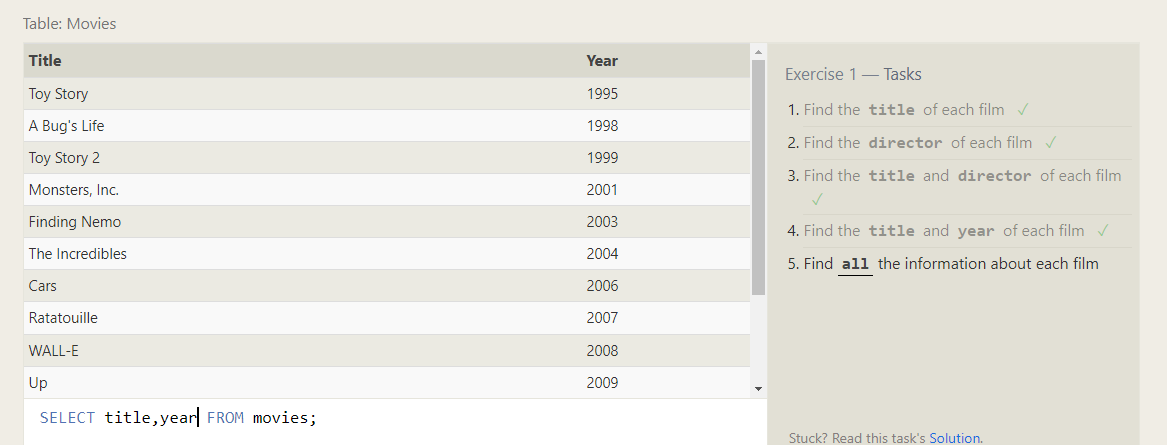 Table: Movies
Title Year
Toy Story 1995
A Bug's Life 1998
Toy Story 2 1999
Monsters, Inc. 2001
Finding Nemo 2003
The Incredibles 2004
Cars 2006
Ratatouille 2007
WALL-E 2008
Up 2009
SELECT title,year FROM movies;
Exercise 1 — Tasks
1. Find the title of each film ✓
2. Find the director of each film ✓
3. Find the title and director of each film
✓
4. Find the title and year of each film ✓
5. Find all the information about each film
Stuck? Read this task's Solution.